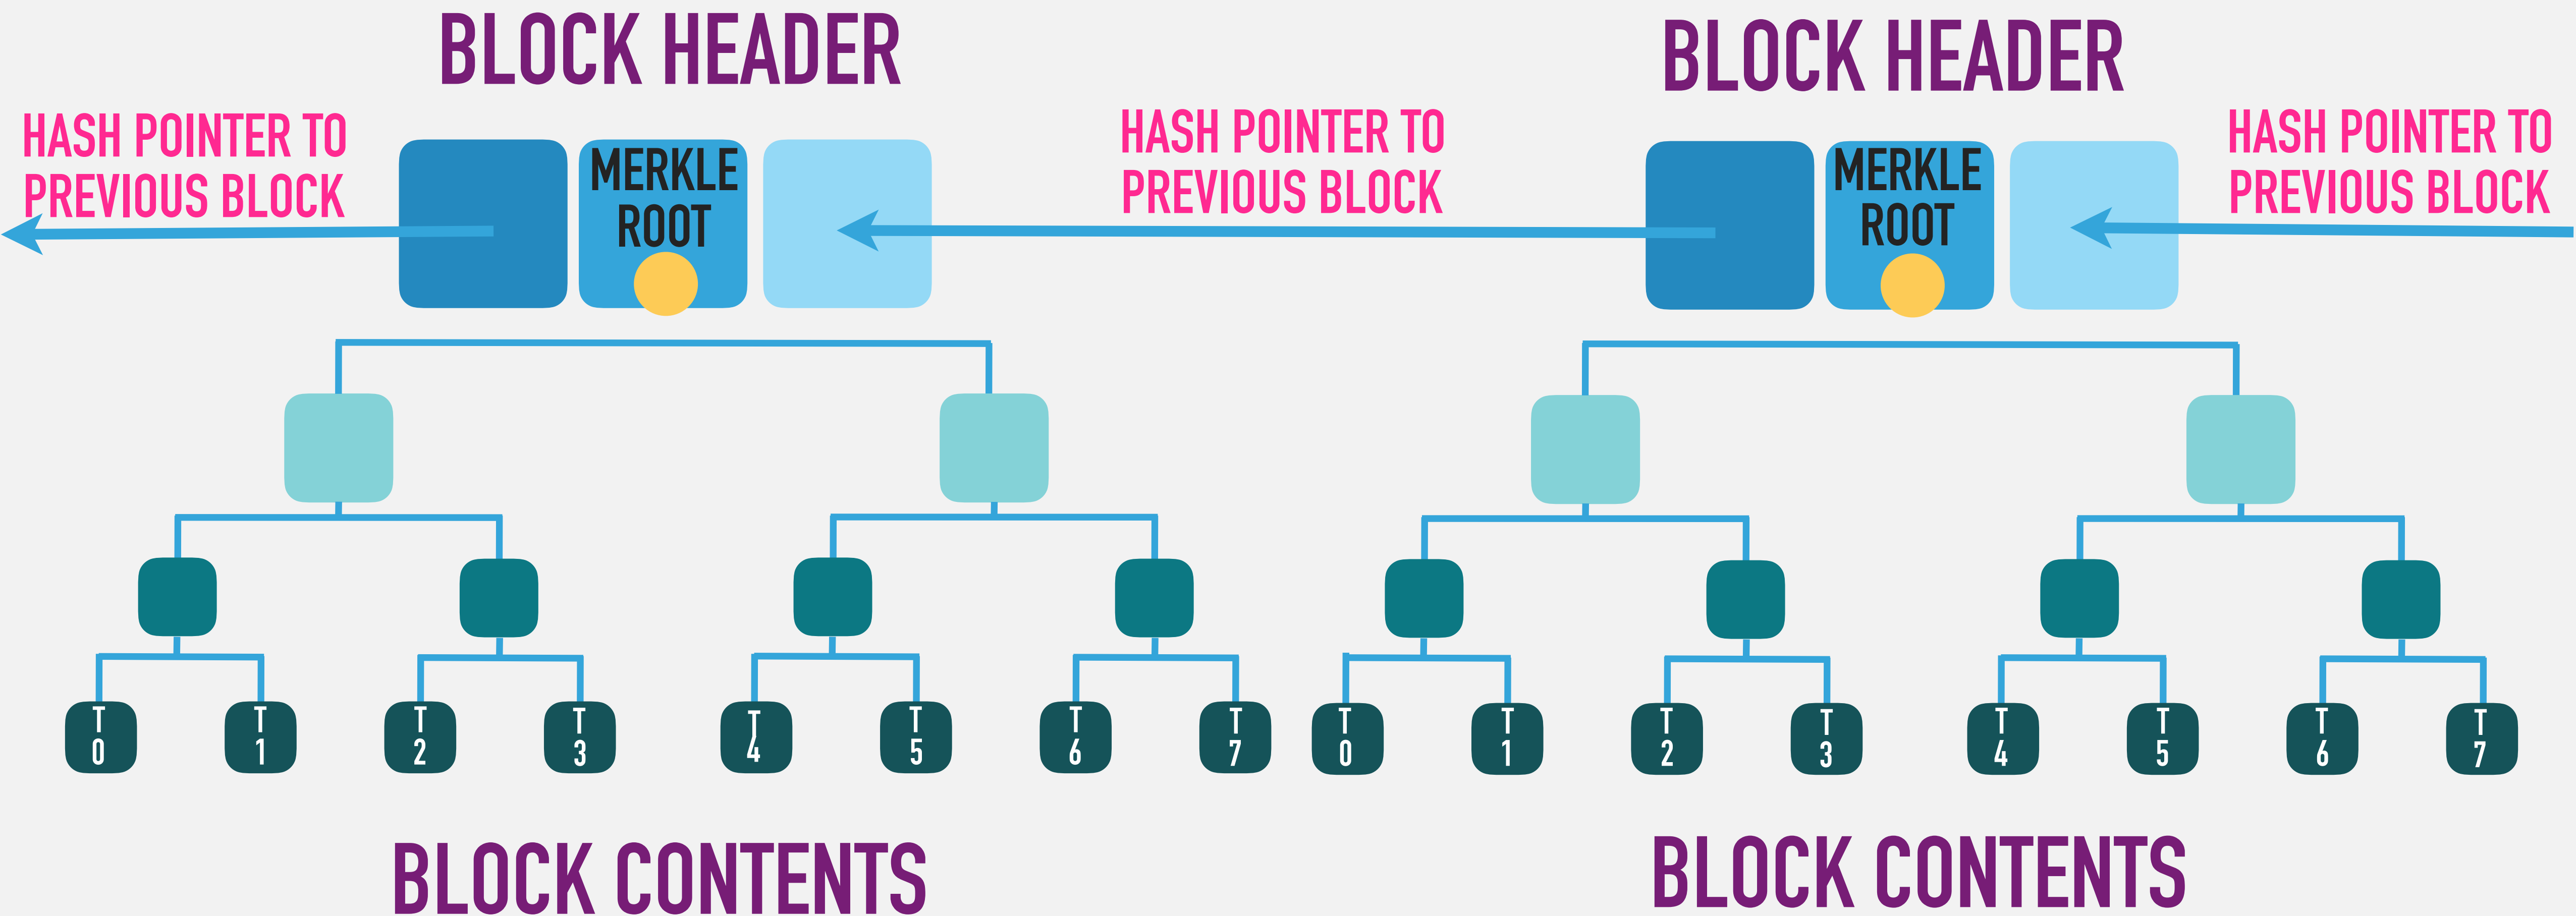 BLOCK HEADER
BLOCK HEADER
HASH POINTER TO
PREVIOUS BLOCK
MERKLE
ROOT
HASH POINTER TO
PREVIOUS BLOCK
MERKLE
ROOT
HASH POINTER TO
PREVIOUS BLOCK
T
0
T
1
T
2
T
3
T
4
T
5
T
6
T
7
T
0
T
1
T
2
T
3
T
4
T
5
T
6
T
7
BLOCK CONTENTS
BLOCK CONTENTS